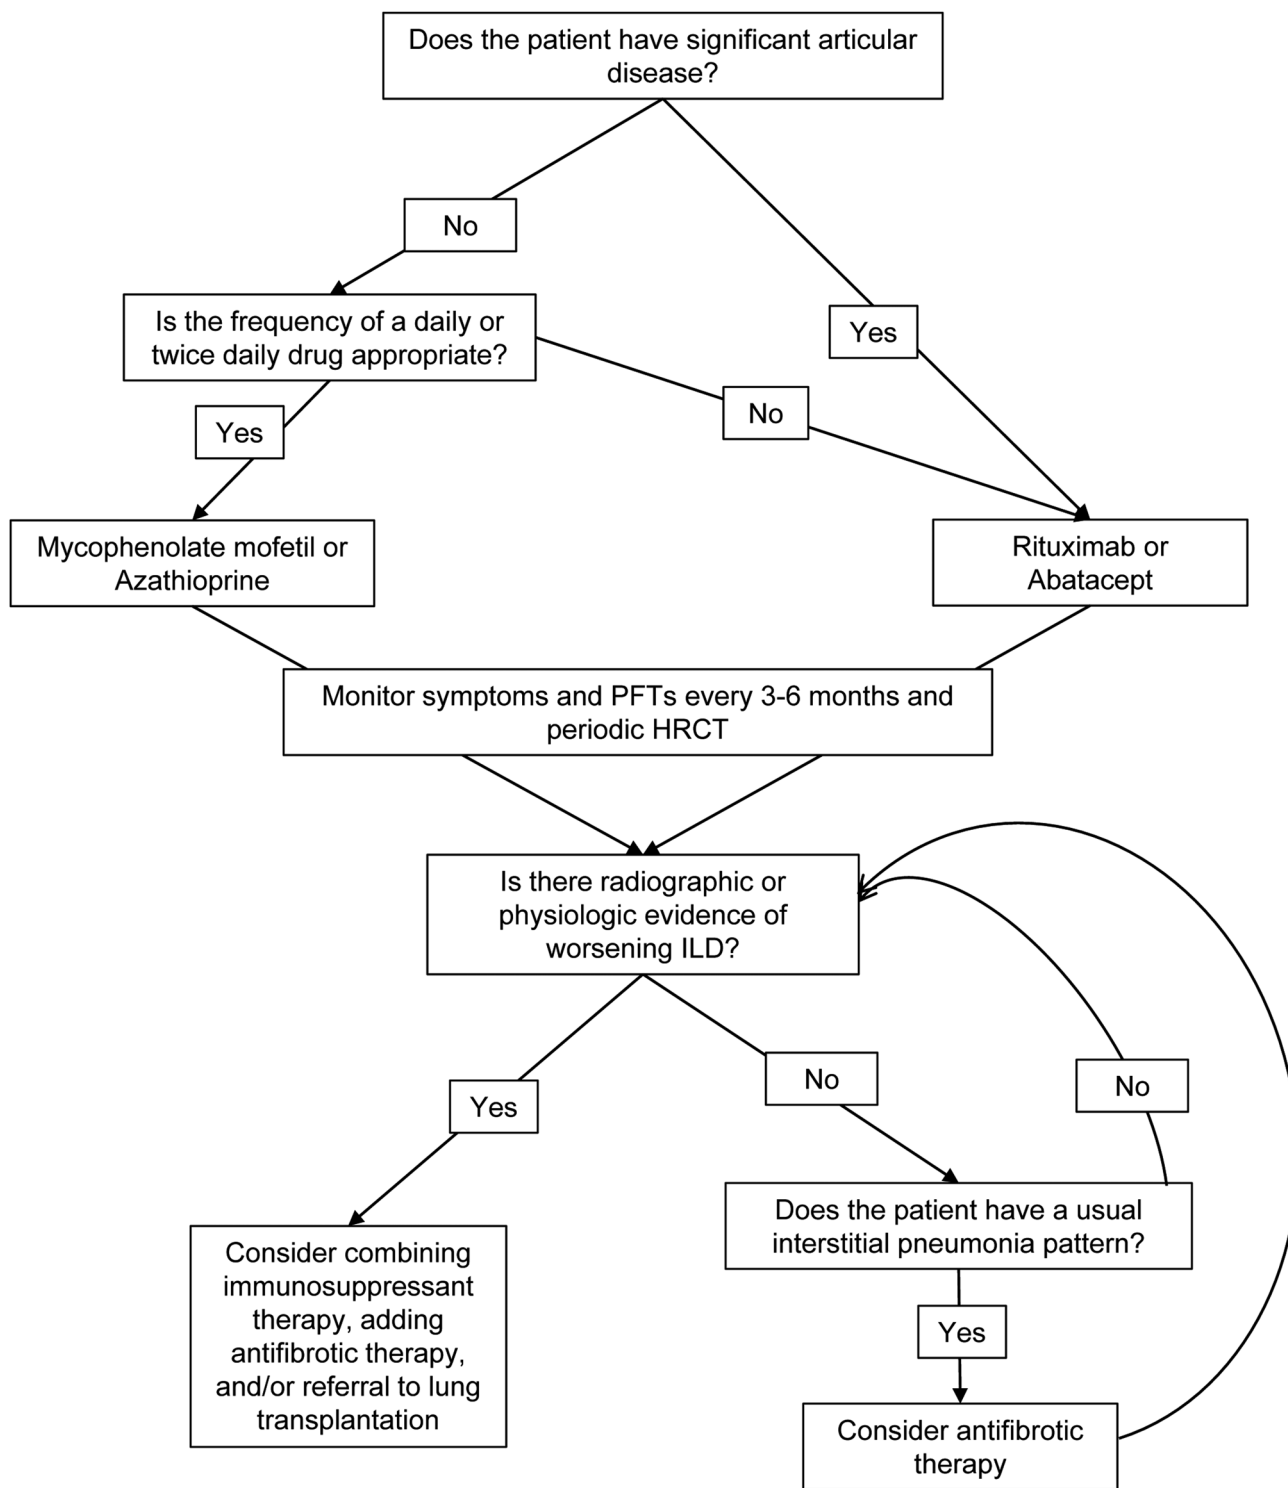 Does the patient have significant articular
disease?
No
Is the frequency of a daily or
twice daily drug appropriate?
Yes
No
Yes
Mycophenolate mofetil or
Azathioprine
Rituximab or
Abatacept
Monitor symptoms and PFTs every 3-6 months and
periodic HRCT
Is there radiographic or
physiologic evidence of
worsening ILD?
Yes
No
No
Consider combining
immunosuppressant
therapy, adding
antifibrotic therapy,
and/or referral to lung
transplantation
Does the patient have a usual
interstitial pneumonia pattern?
Yes
Consider antifibrotic
therapy